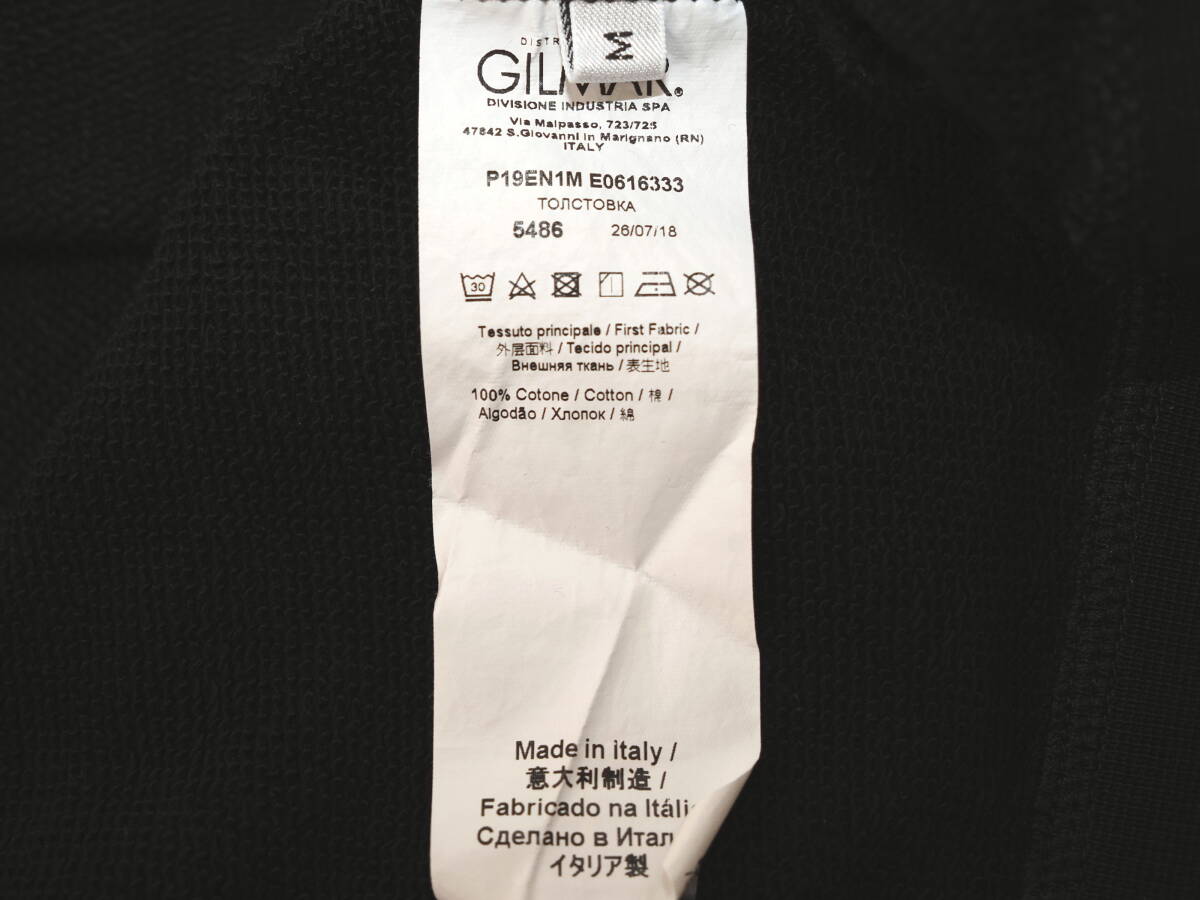 M
GILMAR®
DIVISIONE INDUSTRIA SPA
Via Malpasso, 723/725
47842 S.Giovanni in Marignano (RN)
ITALY
P19EN1M E0616333
ТОЛСТОВКА
5486 26/07/18
30
Tessuto principale / First Fabric /
外层面料 / Tecido principal /
Внешняя ткань / 表生地
100% Cotone / Cotton / 棉 /
Algodão / Хлопок / 綿
Made in italy /
意大利制造 /
Fabricado na
Сделано в
イタリア製